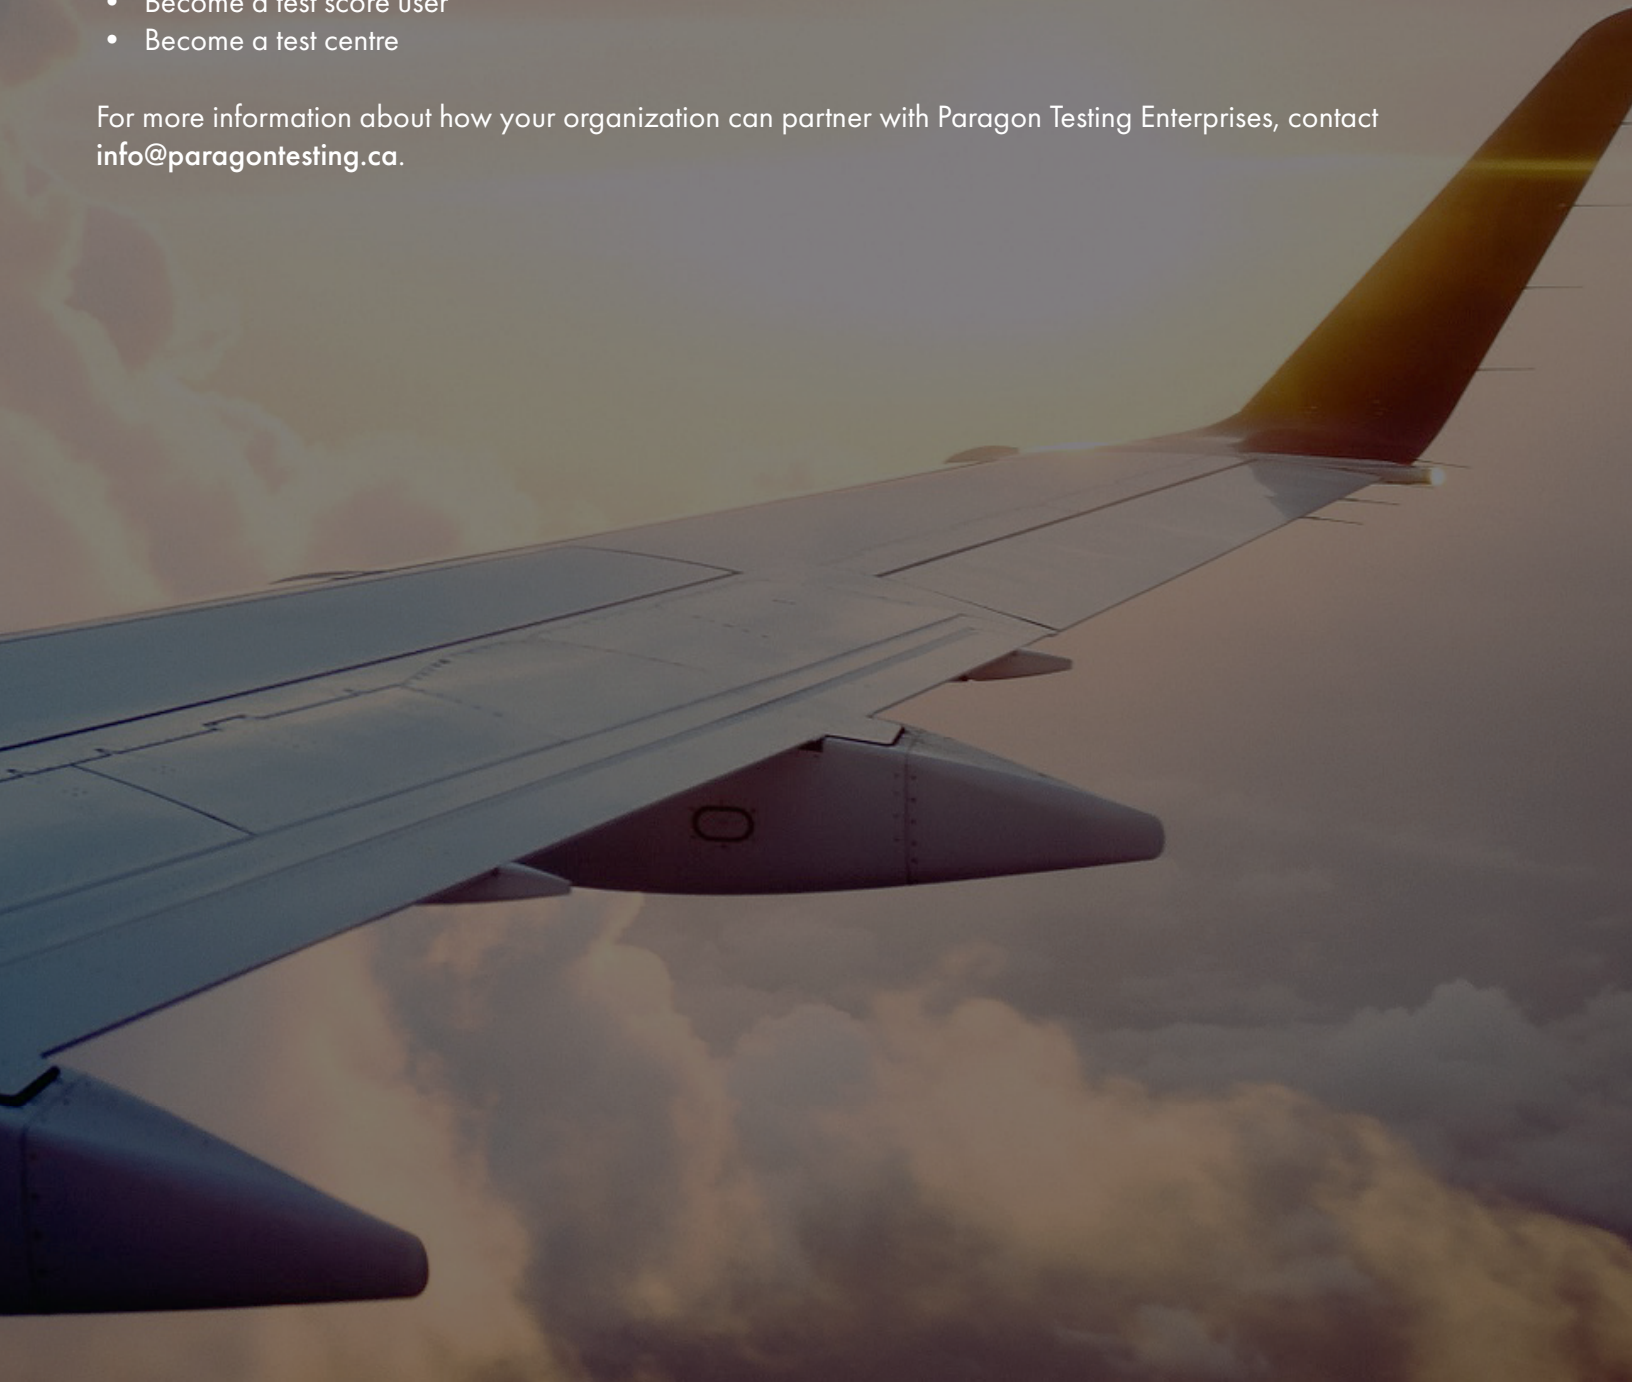 • Become a test score user
• Become a test centre
For more information about how your organization can partner with Paragon Testing Enterprises, contact
info@paragontesting.ca.